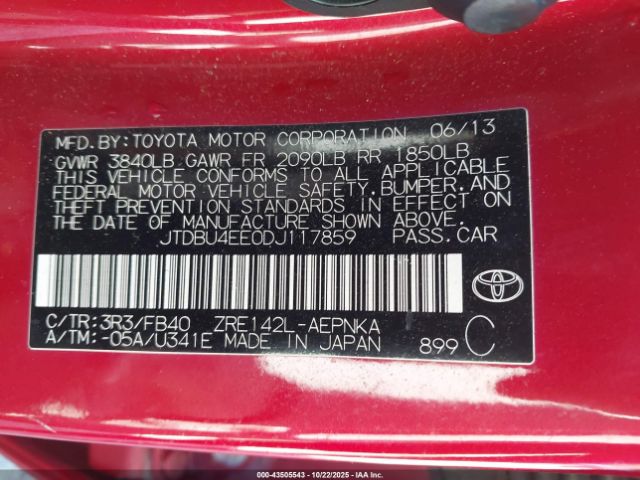 MFD.BY:TOYOTA MOTOR CORPORATION 06/13
GVWR 3840LB GAWR FR 2090LB RR 1850LB
THIS VEHICLE CONFORMS TO ALL APPLICABLE
FEDERAL MOTOR VEHICLE SAFETY,BUMPER,AND
THEFT PREVENTION STANDARDS IN EFFECT ON
THE DATE OF MANUFACTURE SHOWN ABOVE.
JTDBU4EE0DJ117859 PASS.CAR
C/TR:3R3/FB40 ZRE142L-AEPNKA
A/TM:-05A/U341E MADE IN JAPAN 899 C
000-43505543 10/22/2025 IAAI.CA